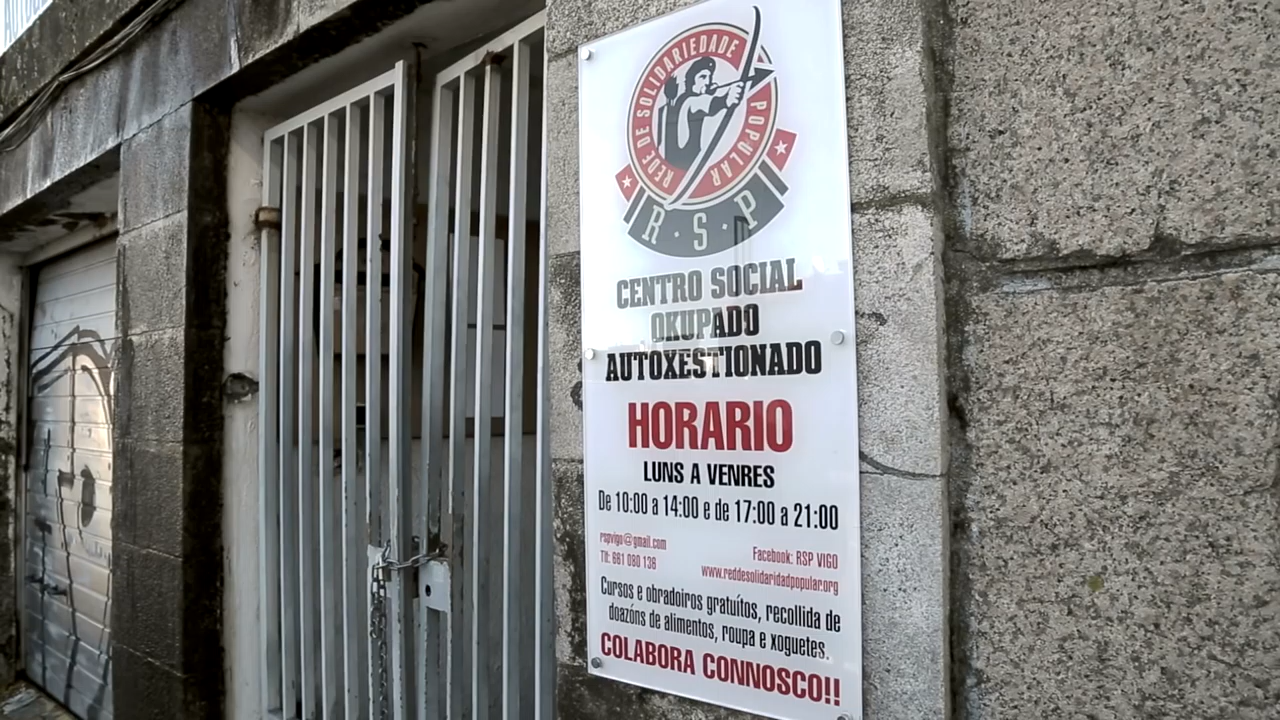 REDE DE SOLIDARIEDADE POPULAR
R·S·P
CENTRO SOCIAL
OKUPADO
AUTOXESTIONADO
HORARIO
LUNS A VENRES
De 10:00 a 14:00 e de 17:00 a 21:00
rspvigo@gmail.com
Tlf: 661 080 136
Facebook: RSP VIGO
www.reddesolidaridadpopular.org
Cursos e obradoiros gratuítos, recollida de
doazóns de alimentos, roupa e xoguetes.
COLABORA CONNOSCO!!